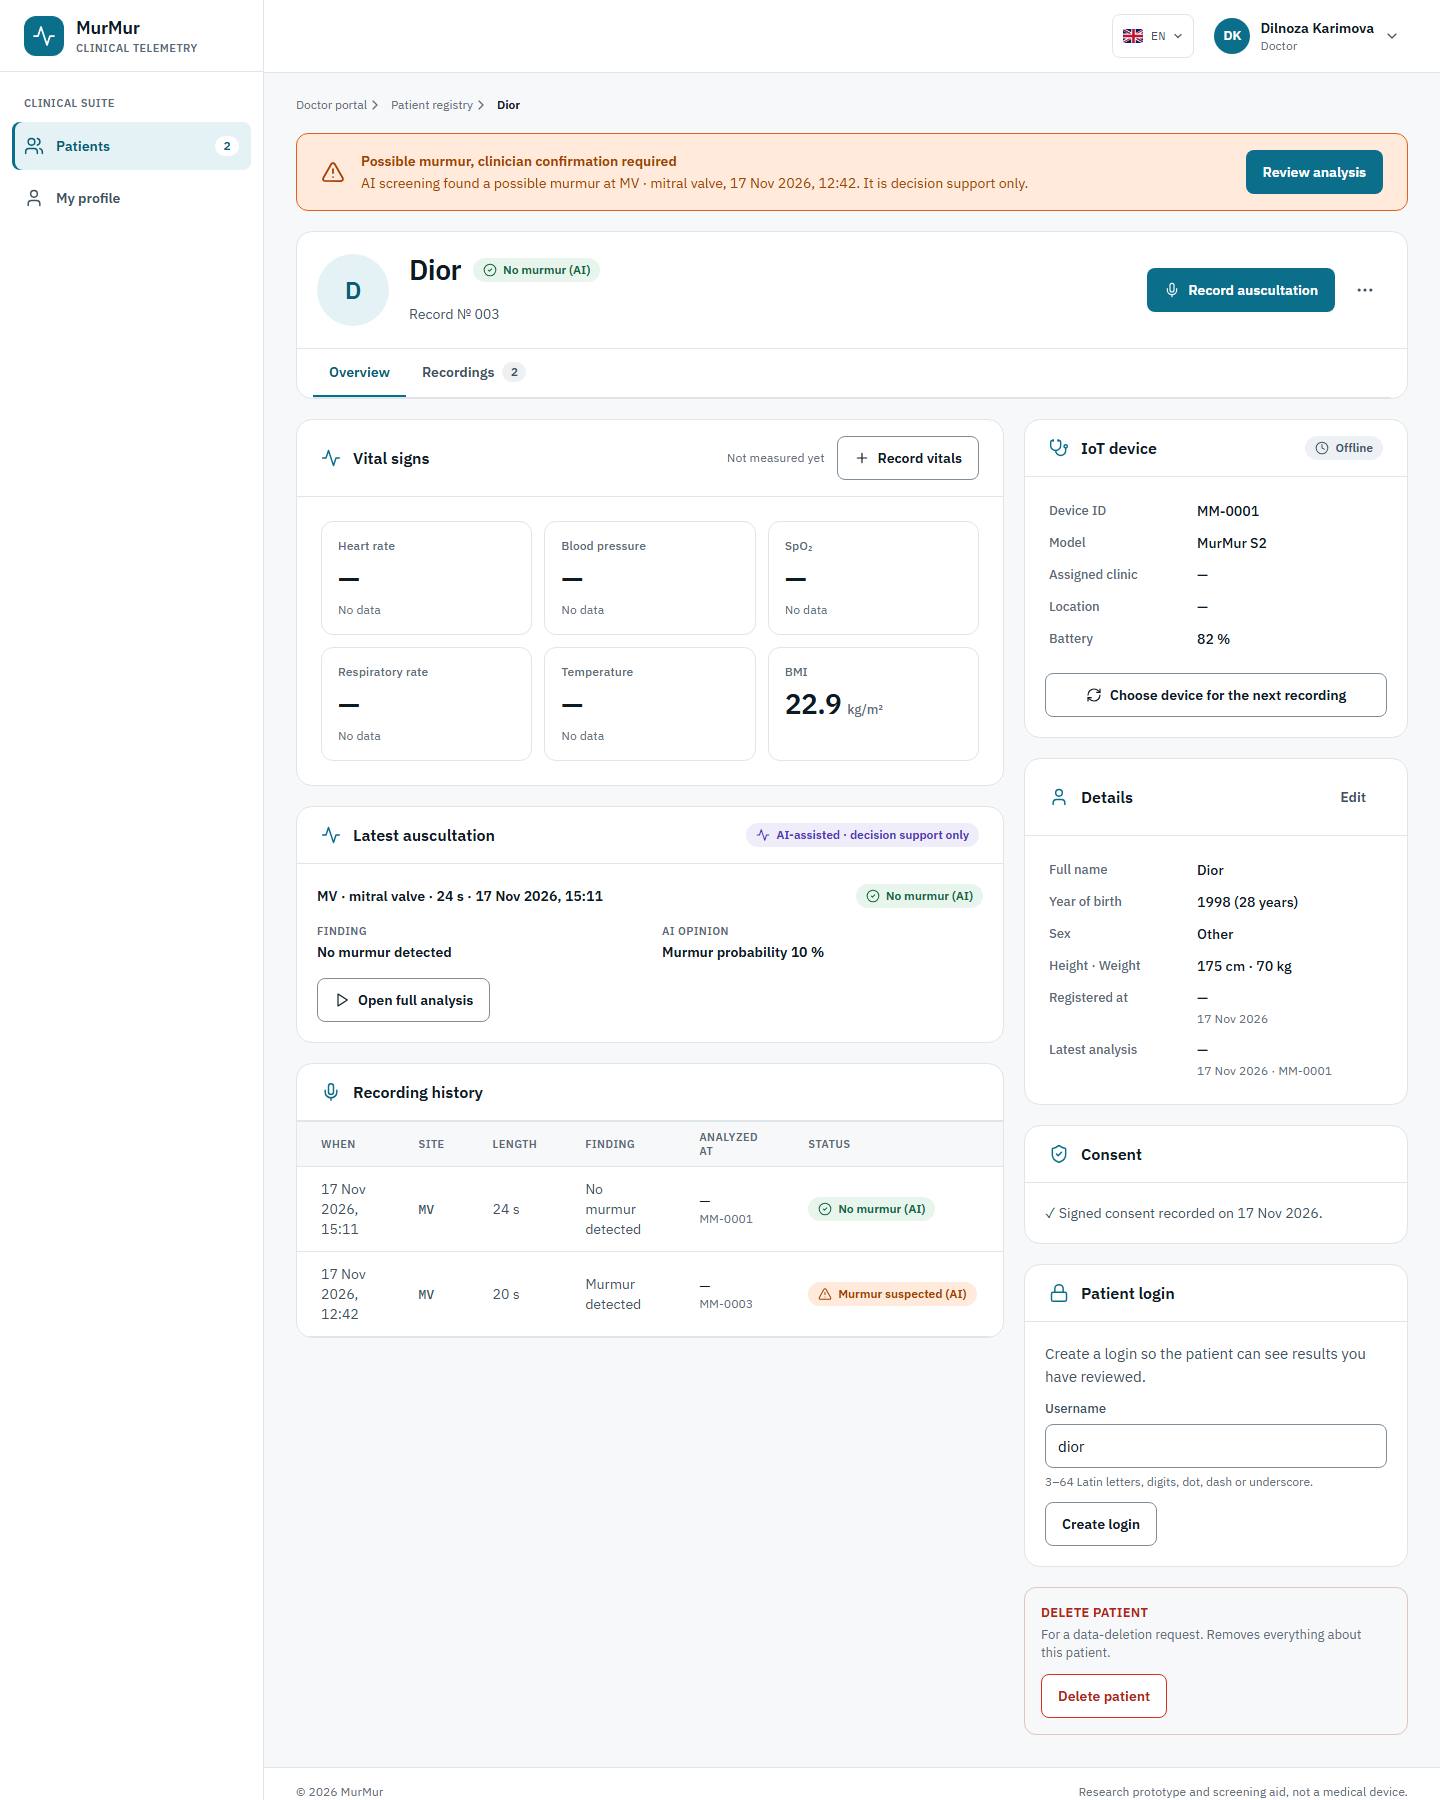 MurMur
CLINICAL TELEMETRY
EN
DK
Dilnoza Karimova
Doctor
CLINICAL SUITE
Patients 2
My profile
Doctor portal Patient registry Dior
Possible murmur, clinician confirmation required
AI screening found a possible murmur at MV · mitral valve, 17 Nov 2026, 12:42. It is decision support only.
Review analysis
D
Dior
No murmur (AI)
Record № 003
Record auscultation
Overview
Recordings 2
Vital signs
Not measured yet
Record vitals
Heart rate
—
No data
Blood pressure
—
No data
SpO₂
—
No data
Respiratory rate
—
No data
Temperature
—
No data
BMI
22.9 kg/m²
Latest auscultation
AI-assisted · decision support only
MV · mitral valve · 24 s · 17 Nov 2026, 15:11
No murmur (AI)
FINDING
No murmur detected
AI OPINION
Murmur probability 10 %
Open full analysis
Recording history
WHEN
SITE
LENGTH
FINDING
ANALYZED
AT
STATUS
17 Nov
2026,
15:11
MV
24 s
No
murmur
detected
—
MM-0001
No murmur (AI)
17 Nov
2026,
12:42
MV
20 s
Murmur
detected
—
MM-0003
Murmur suspected (AI)
IoT device
Offline
Device ID MM-0001
Model MurMur S2
Assigned clinic —
Location —
Battery 82 %
Choose device for the next recording
Details
Edit
Full name Dior
Year of birth 1998 (28 years)
Sex Other
Height · Weight 175 cm · 70 kg
Registered at —
17 Nov 2026
Latest analysis —
17 Nov 2026 · MM-0001
Consent
✓ Signed consent recorded on 17 Nov 2026.
Patient login
Create a login so the patient can see results you
have reviewed.
Username
dior
3–64 Latin letters, digits, dot, dash or underscore.
Create login
DELETE PATIENT
For a data-deletion request. Removes everything about
this patient.
Delete patient
© 2026 MurMur
Research prototype and screening aid, not a medical device.